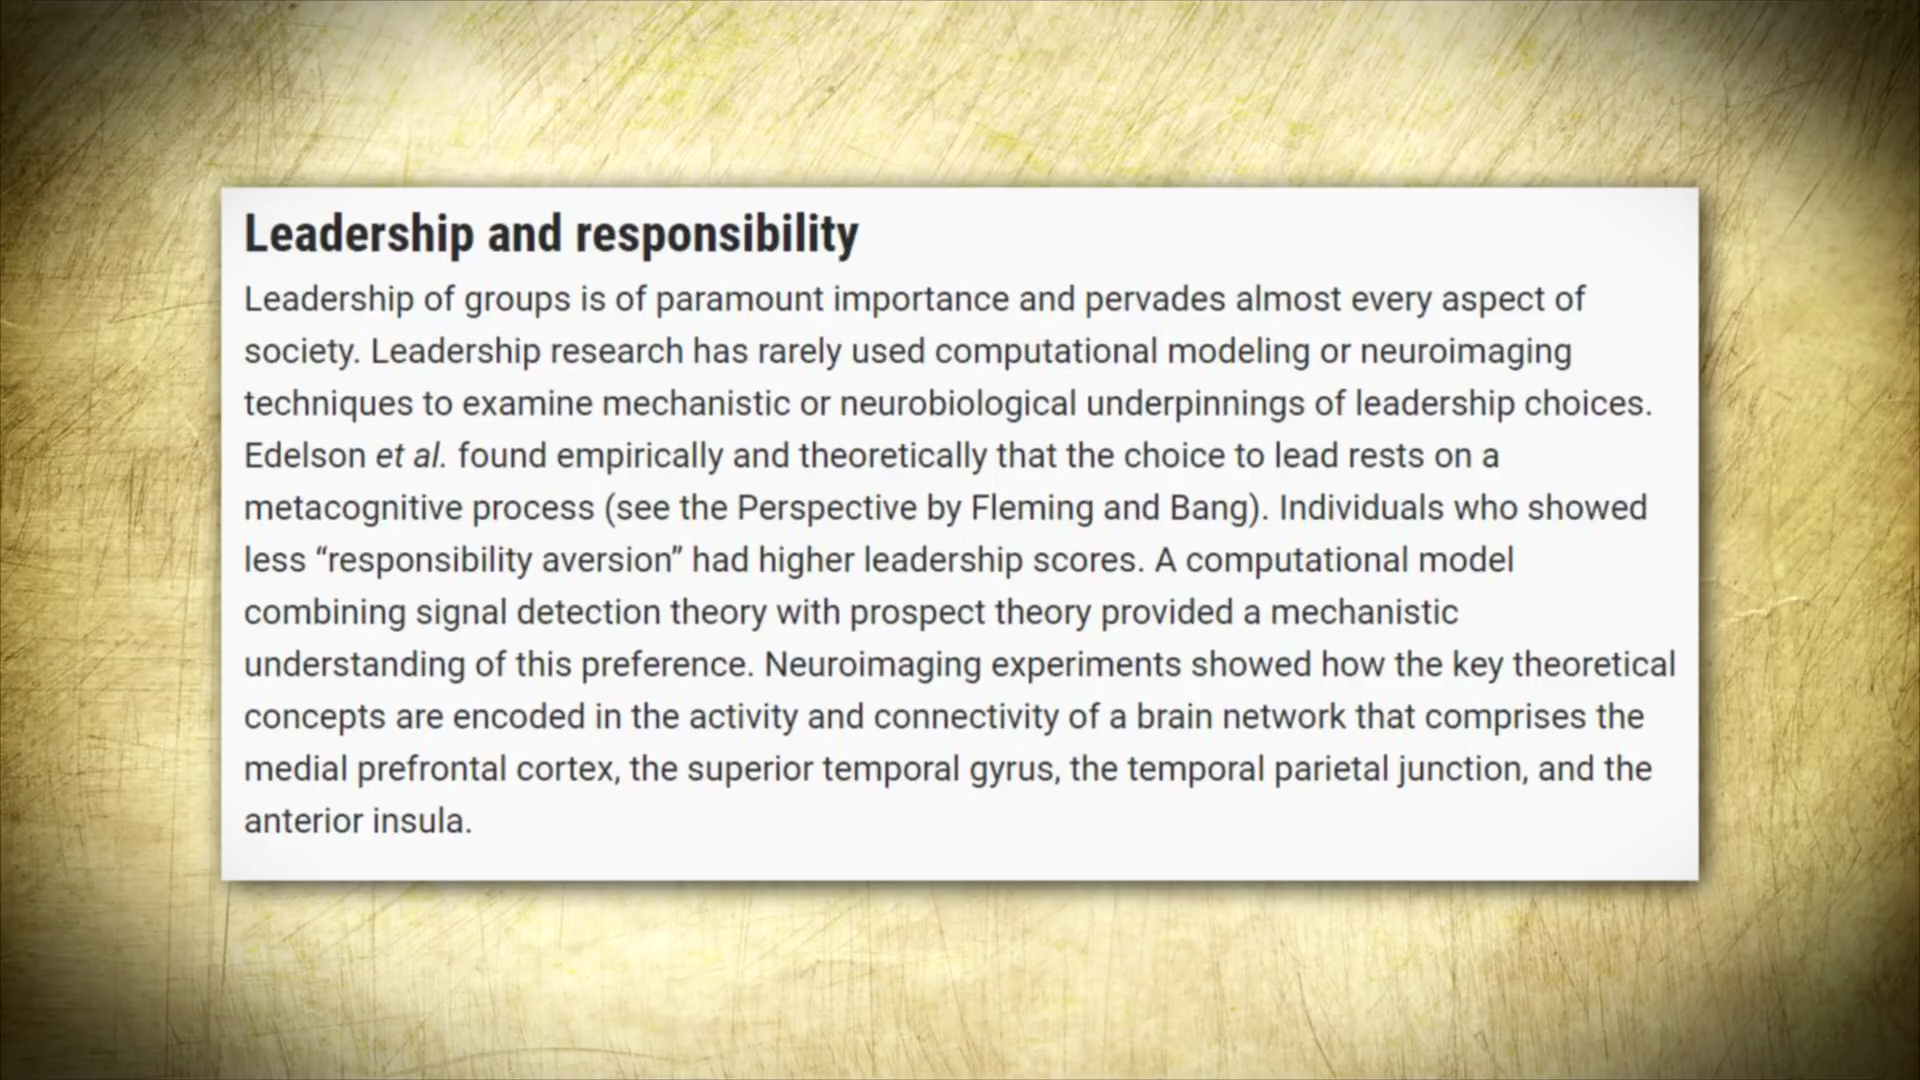 Leadership and responsibility
Leadership of groups is of paramount importance and pervades almost every aspect of
society. Leadership research has rarely used computational modeling or neuroimaging
techniques to examine mechanistic or neurobiological underpinnings of leadership choices.
Edelson et al. found empirically and theoretically that the choice to lead rests on a
metacognitive process (see the Perspective by Fleming and Bang). Individuals who showed
less “responsibility aversion” had higher leadership scores. A computational model
combining signal detection theory with prospect theory provided a mechanistic
understanding of this preference. Neuroimaging experiments showed how the key theoretical
concepts are encoded in the activity and connectivity of a brain network that comprises the
medial prefrontal cortex, the superior temporal gyrus, the temporal parietal junction, and the
anterior insula.